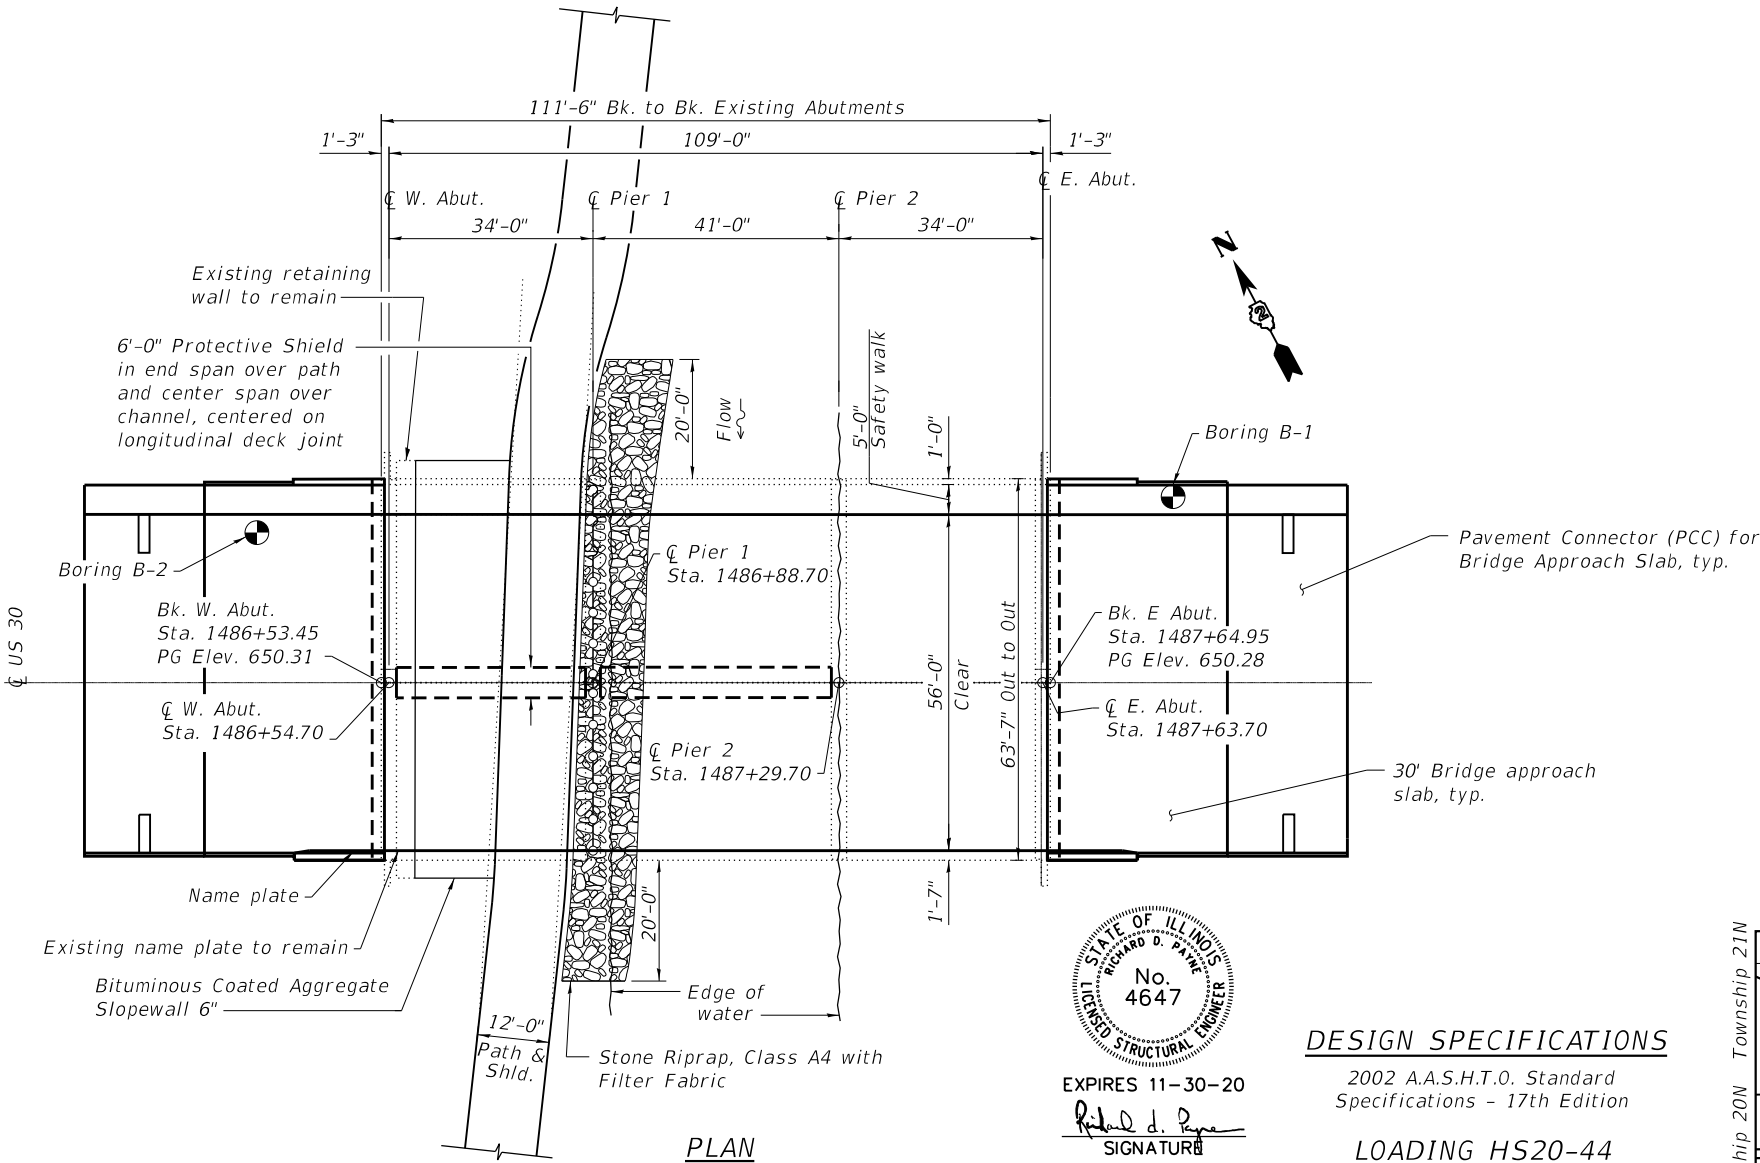 111'-6" Bk. to Bk. Existing Abutments
1'-3"
109'-0"
1'-3"
℄ W. Abut.
℄ Pier 1
℄ Pier 2
℄ E. Abut.
34'-0"
41'-0"
34'-0"
N
2
Existing retaining
wall to remain
6'-0" Protective Shield
in end span over path
and center span over
channel, centered on
longitudinal deck joint
20'-0"
Flow
5'-0"
Safety walk
1'-0"
Boring B-1
Boring B-2
℄ Pier 1
Sta. 1486+88.70
Pavement Connector (PCC) for
Bridge Approach Slab, typ.
℄ US 30
Bk. W. Abut.
Sta. 1486+53.45
PG Elev. 650.31
℄ W. Abut.
Sta. 1486+54.70
56'-0"
Clear
63'-7" Out to Out
Bk. E Abut.
Sta. 1487+64.95
PG Elev. 650.28
℄ E. Abut.
Sta. 1487+63.70
℄ Pier 2
Sta. 1487+29.70
30' Bridge approach
slab, typ.
Name plate
Existing name plate to remain
Bituminous Coated Aggregate
Slopewall 6"
20'-0"
1'-7"
Edge of
water
12'-0"
Path &
Shld.
Stone Riprap, Class A4 with
Filter Fabric
PLAN
STATE OF ILLINOIS
RICHARD D. PAYNE
No.
4647
LICENSED STRUCTURAL ENGINEER
EXPIRES 11-30-20
Richard d. Payne
SIGNATURE
DESIGN SPECIFICATIONS
2002 A.A.S.H.T.O. Standard
Specifications - 17th Edition
LOADING HS20-44
Township 21N
hip 20N